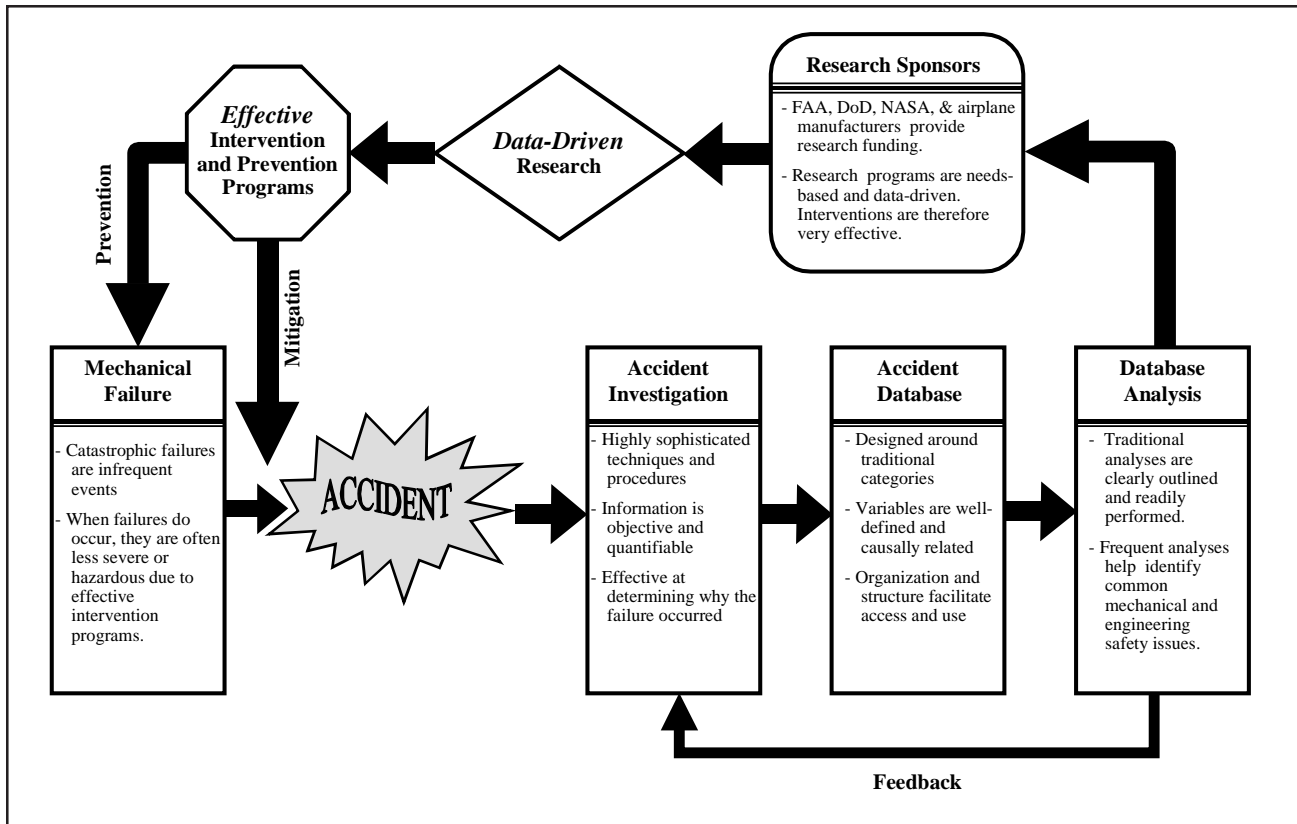 Research Sponsors
- FAA, DoD, NASA, & airplane
manufacturers provide
research funding.
- Research programs are needs-
based and data-driven.
Interventions are therefore
very effective.
Data-Driven
Research
Effective
Intervention
and Prevention
Programs
Prevention
Mitigation
Mechanical
Failure
- Catastrophic failures
are infrequent
events
- When failures do
occur, they are often
less severe or
hazardous due to
effective
intervention
programs.
ACCIDENT
Accident
Investigation
- Highly sophisticated
techniques and
procedures
- Information is
objective and
quantifiable
- Effective at
determining why the
failure occurred
Accident
Database
- Designed around
traditional
categories
- Variables are well-
defined and
causally related
- Organization and
structure facilitate
access and use
Database
Analysis
- Traditional
analyses are
clearly outlined
and readily
performed.
- Frequent analyses
help identify
common
mechanical and
engineering
safety issues.
Feedback